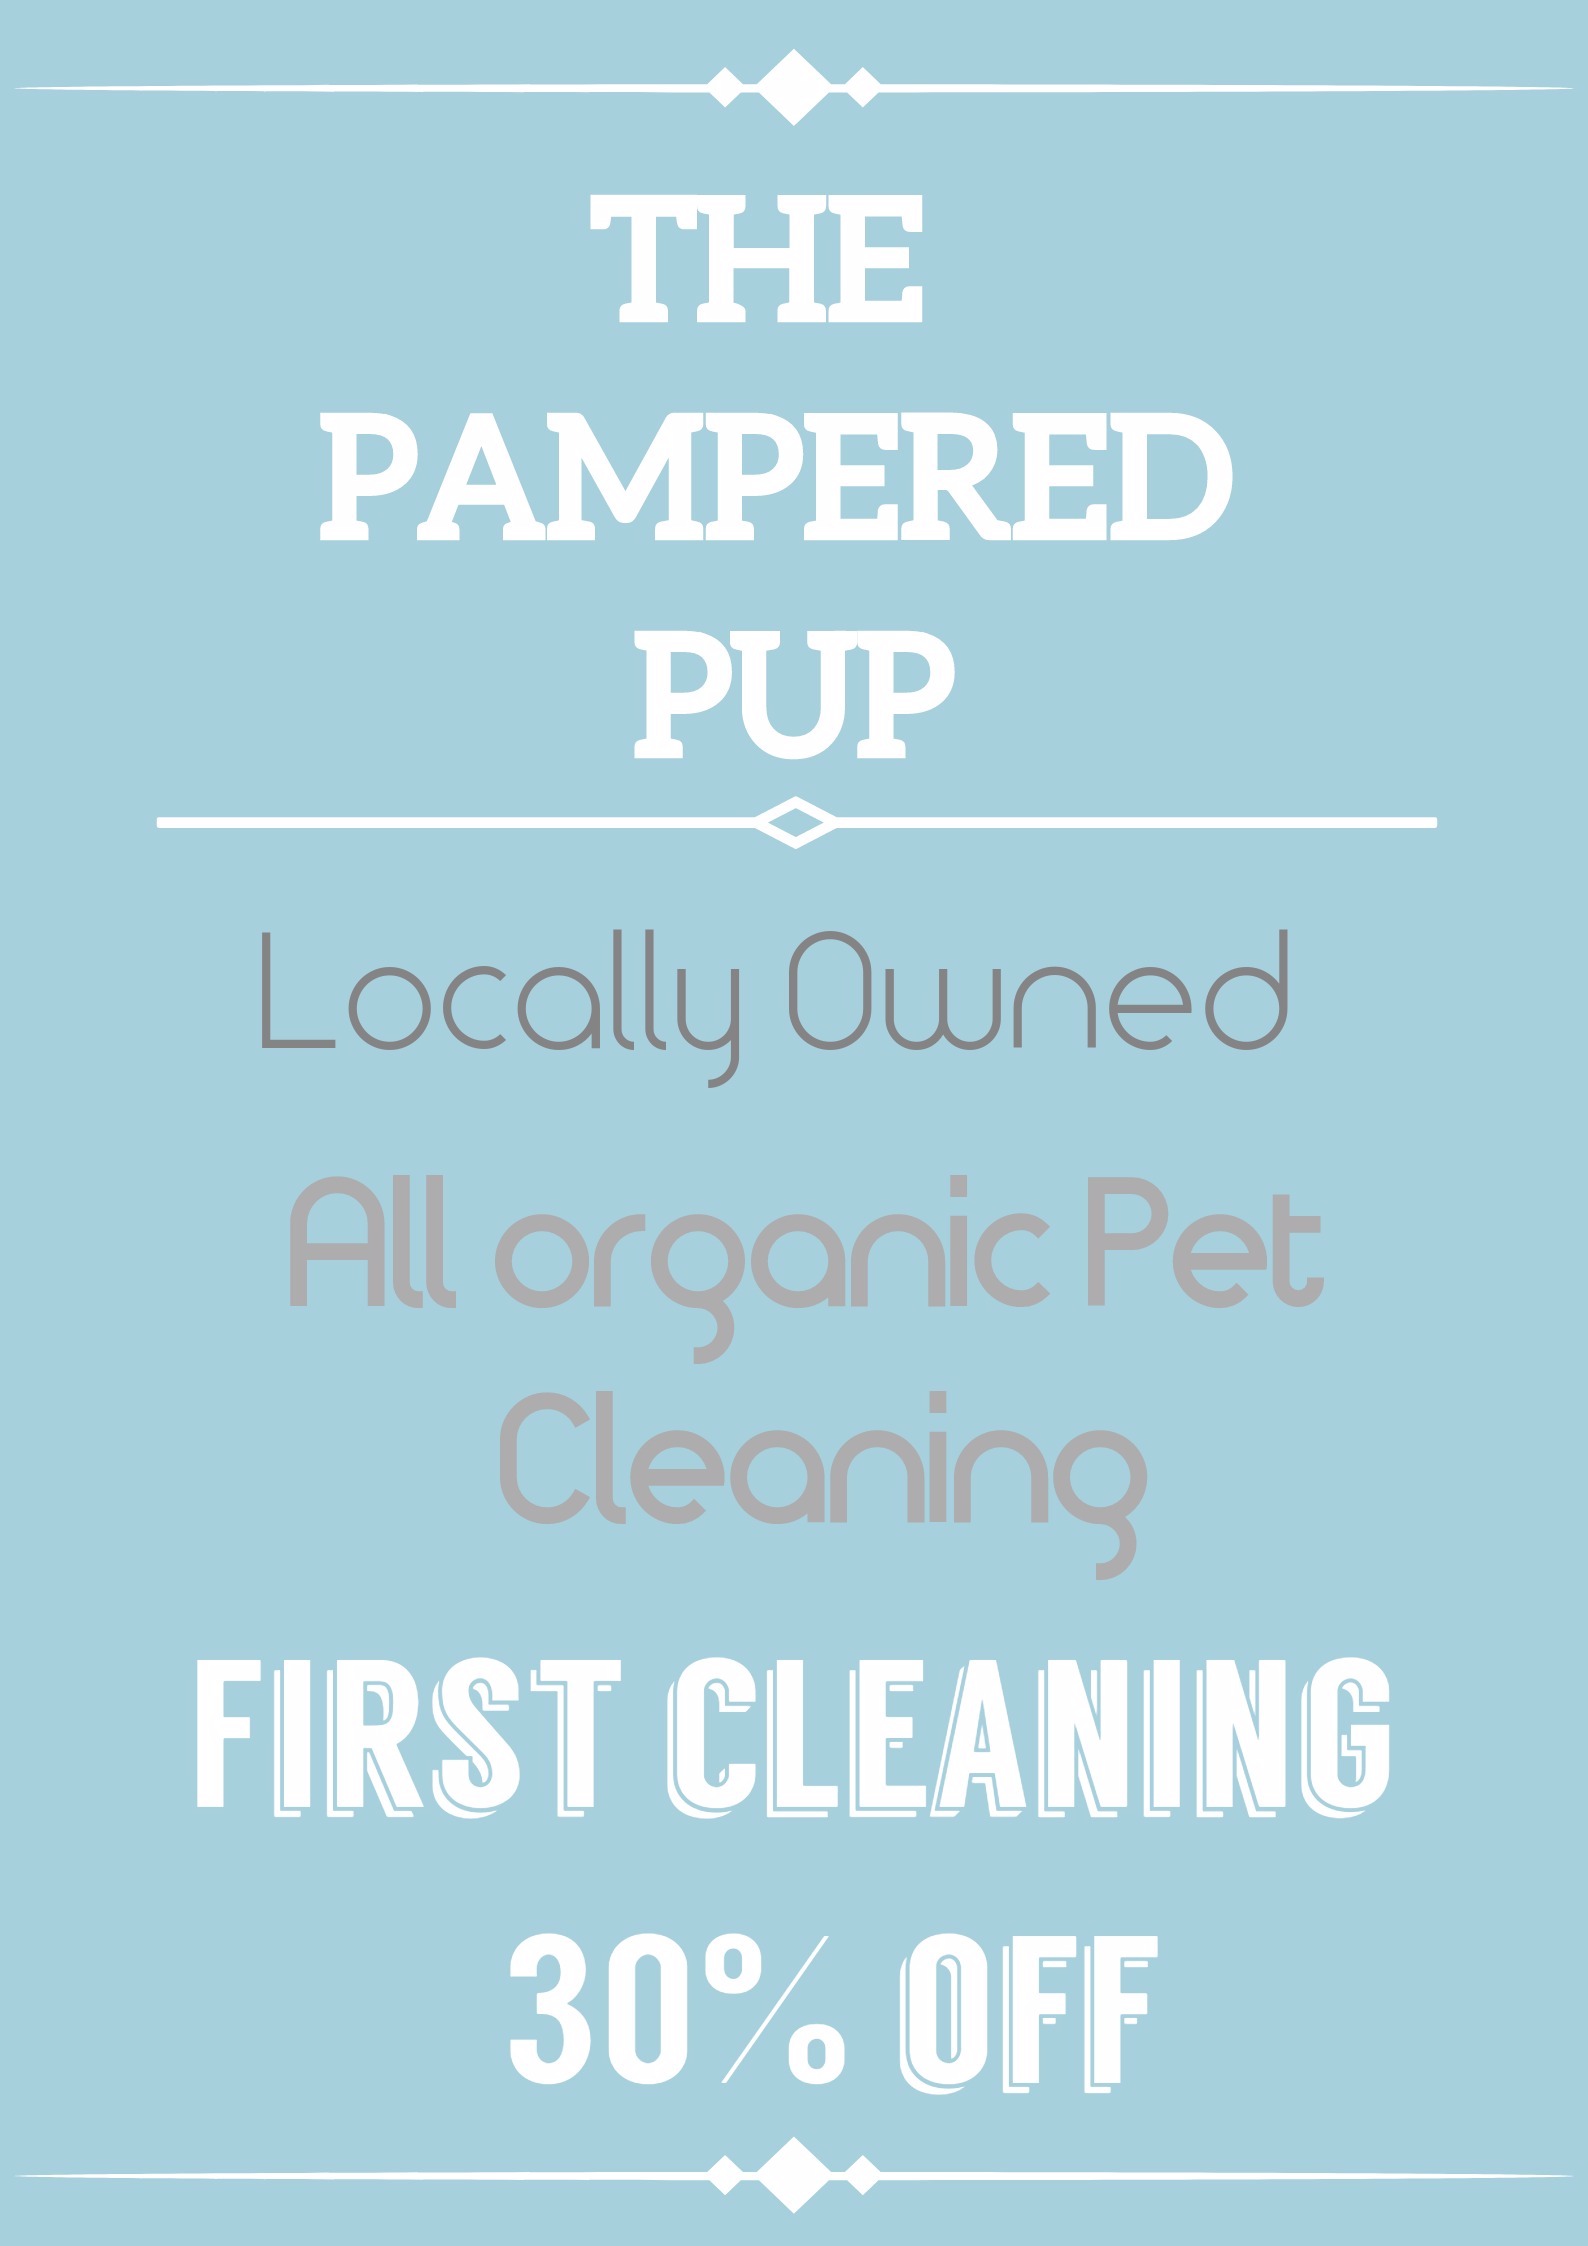 THE
PAMPERED
PUP
Locally Owned
All organic Pet
Cleaning
FIRST CLEANING
30% OFF